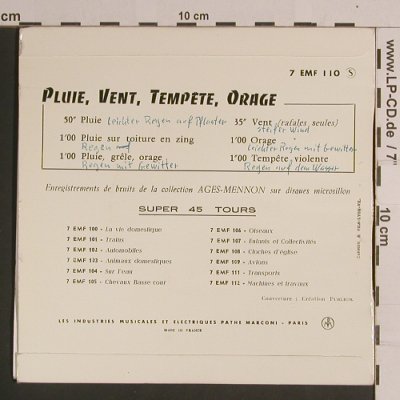 10 cm
7 EMF 110 S
PLUIE, VENT, TEMPÊTE, ORAGE
50" Pluie leichter Regen auf Pflaster
35" Vent (rafales seules)
steifer Wind
1'00 Pluie sur toiture en zing
Regen auf
1'00 Orage
leichter Regen mit Gewitter
1'00 Pluie, grêle, orage
Regen mit Gewitter
1'00 Tempête violente
Regen auf dem Wasser
Enregistrements de bruits de la collection AGES-MENNON sur disques microsillon
SUPER 45 TOURS
7 EMF 100 - La vie domestique
7 EMF 101 - Trains
7 EMF 102 - Automobiles
7 EMF 103 - Animaux domestiques
7 EMF 104 - Sur l'eau
7 EMF 105 - Chevaux Basse cour
7 EMF 106 - Oiseaux
7 EMF 107 - Enfants et Collectivités
7 EMF 108 - Cloches d'église
7 EMF 109 - Avions
7 EMF 111 - Transports
7 EMF 112 - Machines et travaux
Couverture : Création PUBLISOL
LES INDUSTRIES MUSICALES ET ELECTRIQUES PATHE MARCONI - PARIS
MADE IN FRANCE
www.LP-CD.de / 7"
10 cm